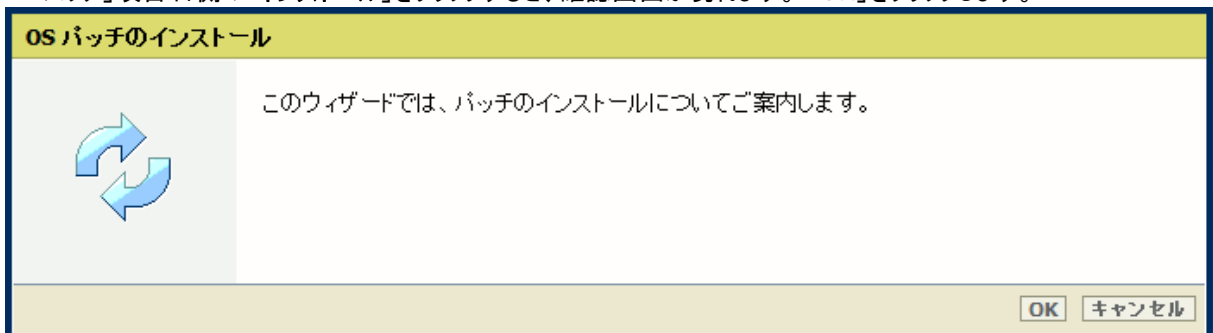 OS パッチのインストール
このウィザードでは、パッチのインストールについてご案内します。
OK キャンセル